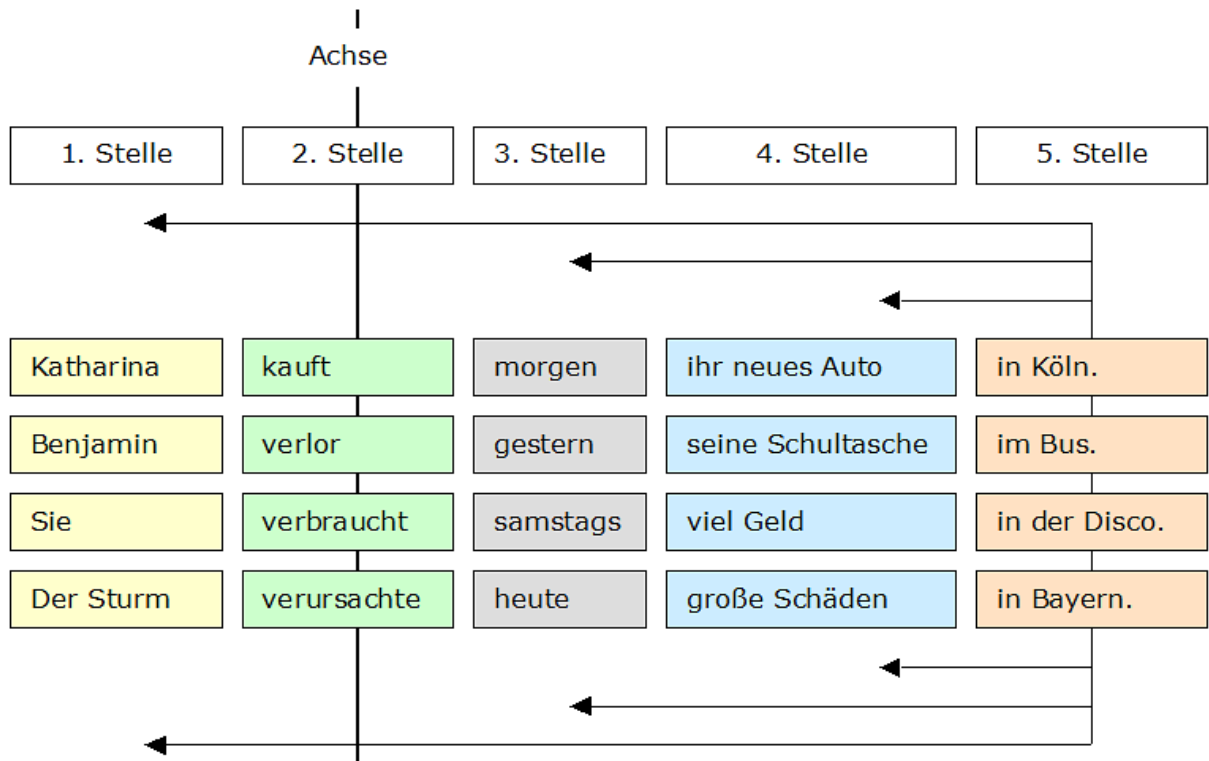 Achse
1. Stelle 2. Stelle 3. Stelle 4. Stelle 5. Stelle
Katharina kauft morgen ihr neues Auto in Köln.
Benjamin verlor gestern seine Schultasche im Bus.
Sie verbraucht samstags viel Geld in der Disco.
Der Sturm verursachte heute große Schäden in Bayern.